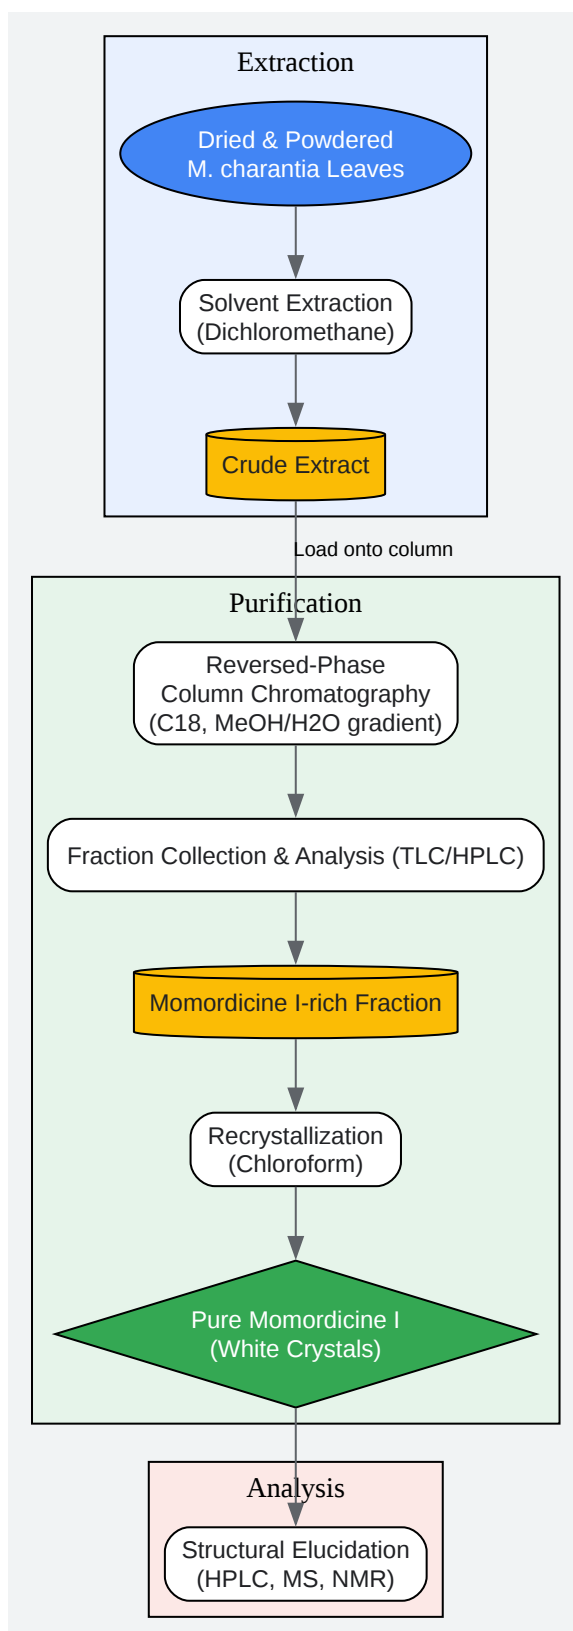 Extraction
Dried & Powdered
M. charantia Leaves
Solvent Extraction
(Dichloromethane)
Crude Extract
Load onto column
Purification
Reversed-Phase
Column Chromatography
(C18, MeOH/H2O gradient)
Fraction Collection & Analysis (TLC/HPLC)
Momordicine I-rich Fraction
Recrystallization
(Chloroform)
Pure Momordicine I
(White Crystals)
Analysis
Structural Elucidation
(HPLC, MS, NMR)